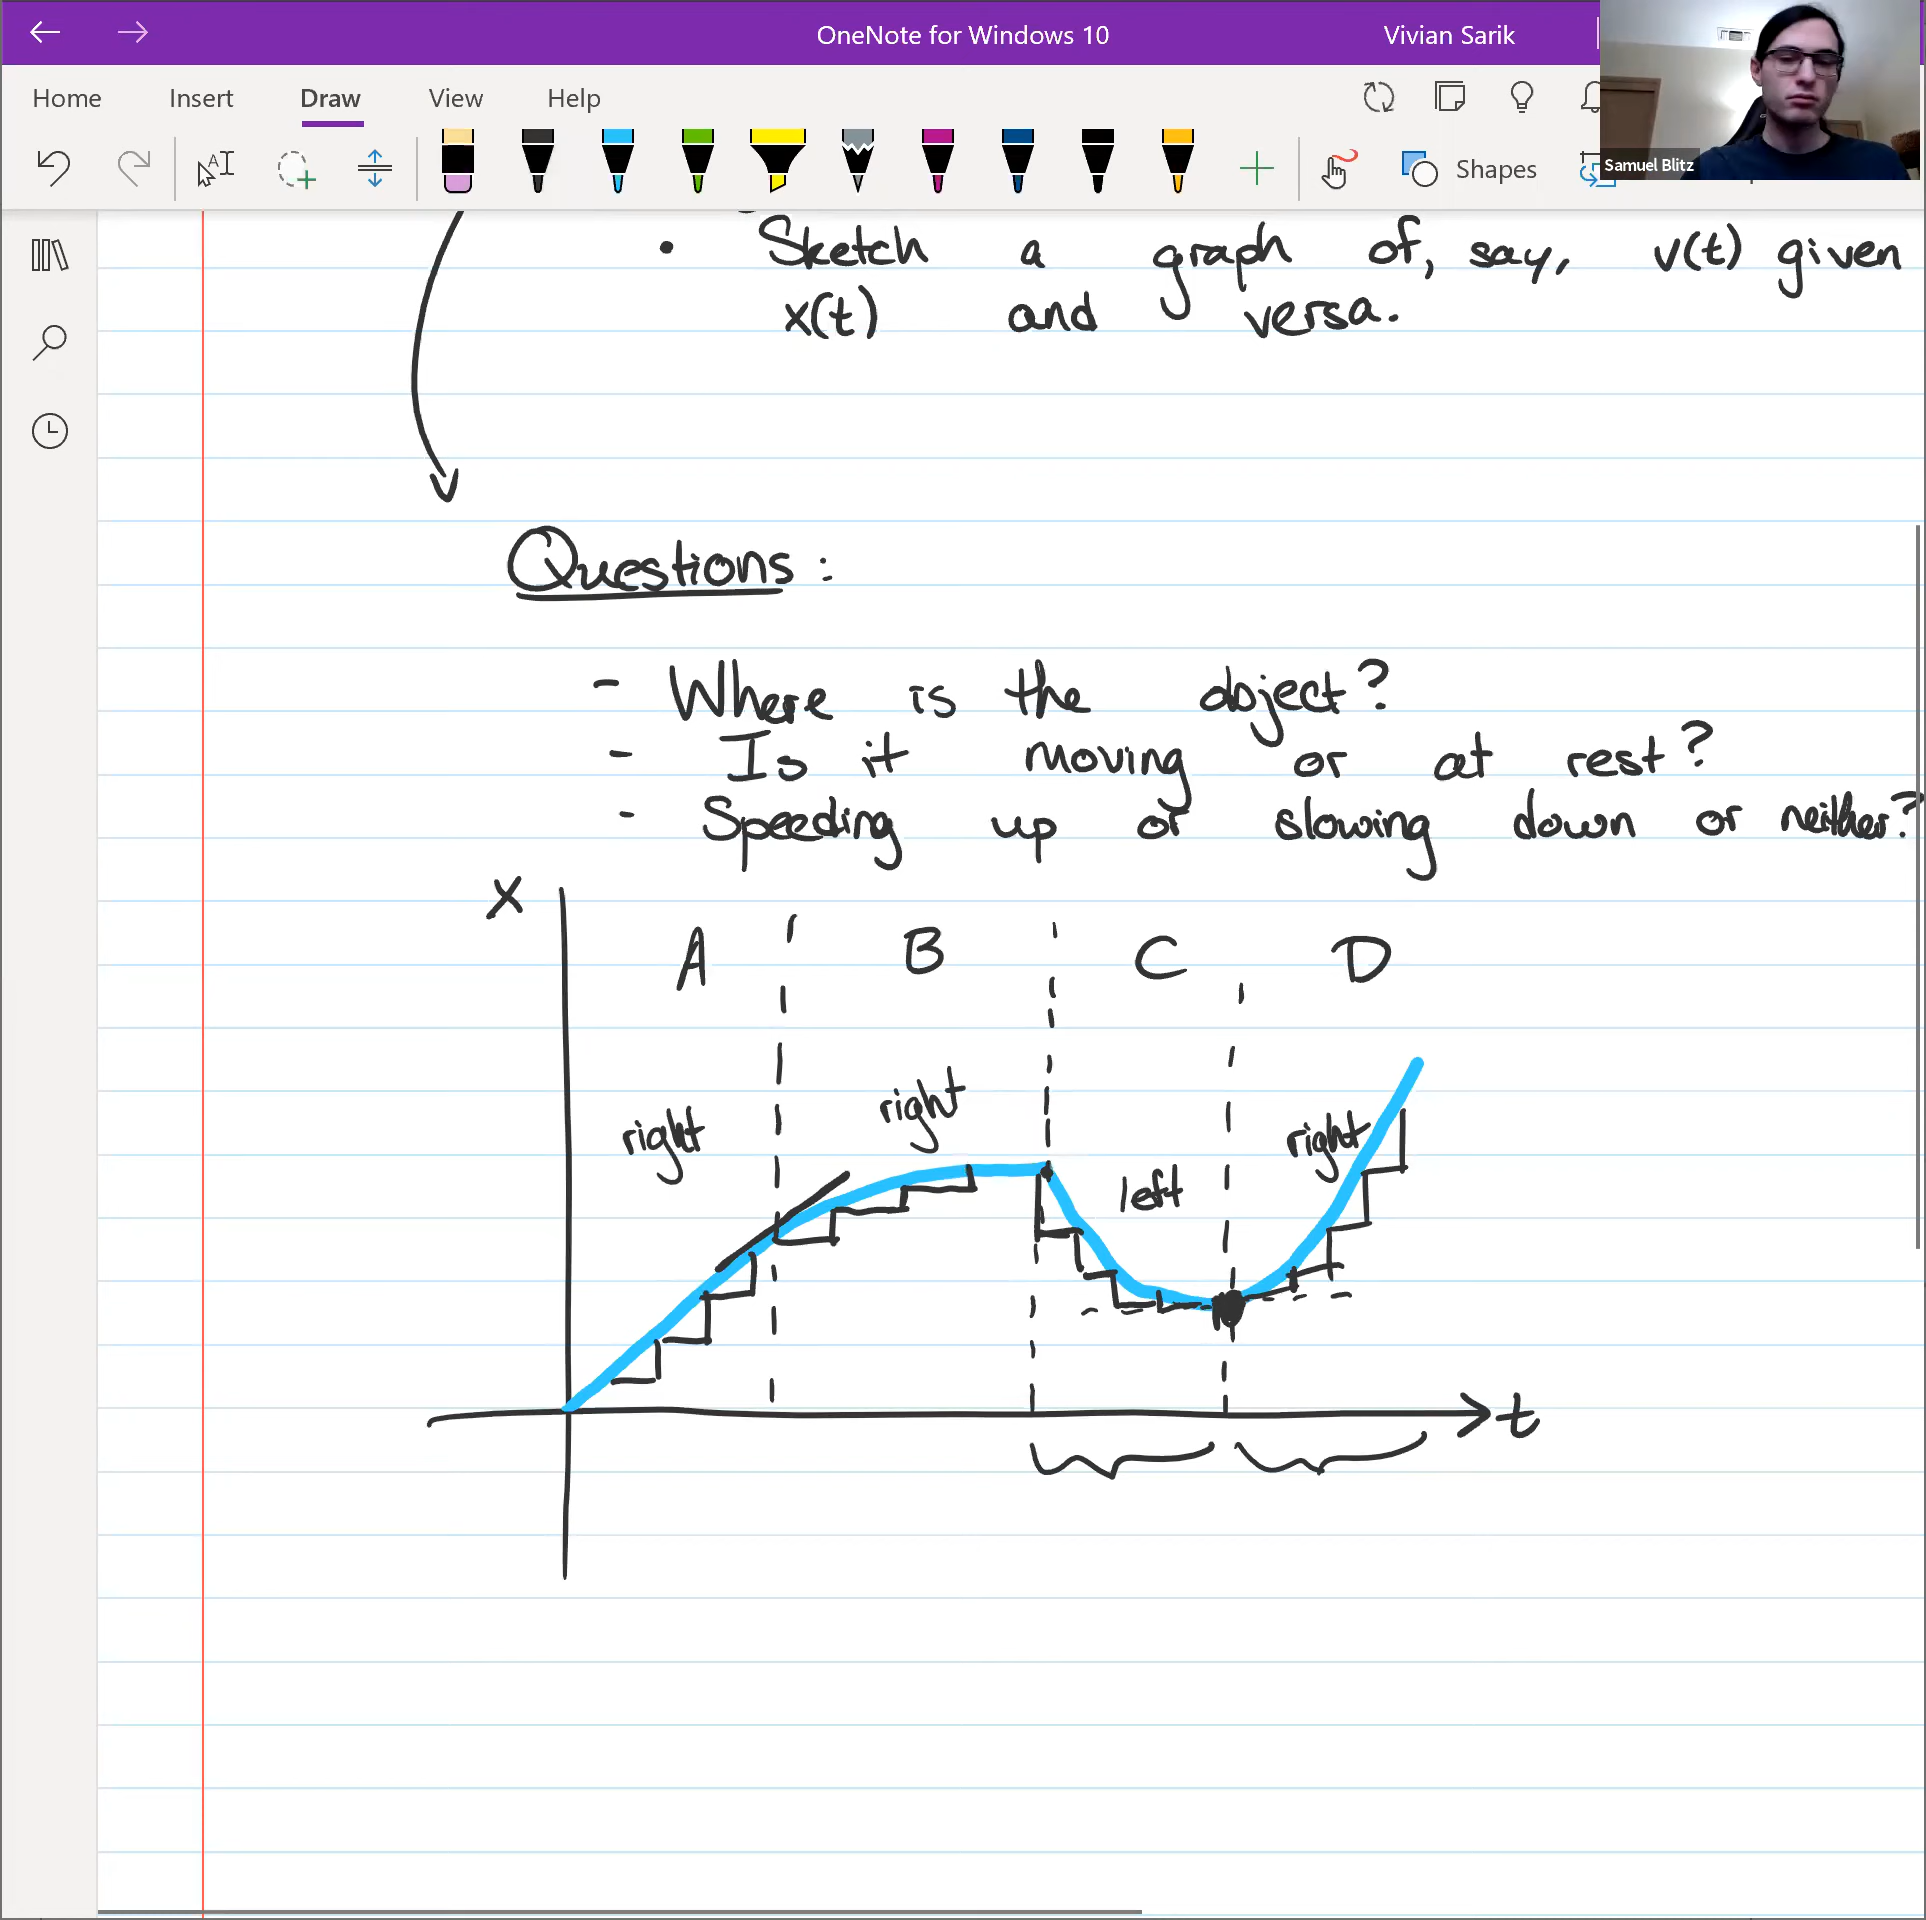 OneNote for Windows 10
Vivian Sarik
Home Insert Draw View Help
Samuel Blitz
Shapes
• Sketch a graph of, say, v(t) given
x(t) and versa.
Questions:
- Where is the object?
- Is it moving or at rest?
- Speeding up or slowing down or neither?
x
A B C D
right right left right
t